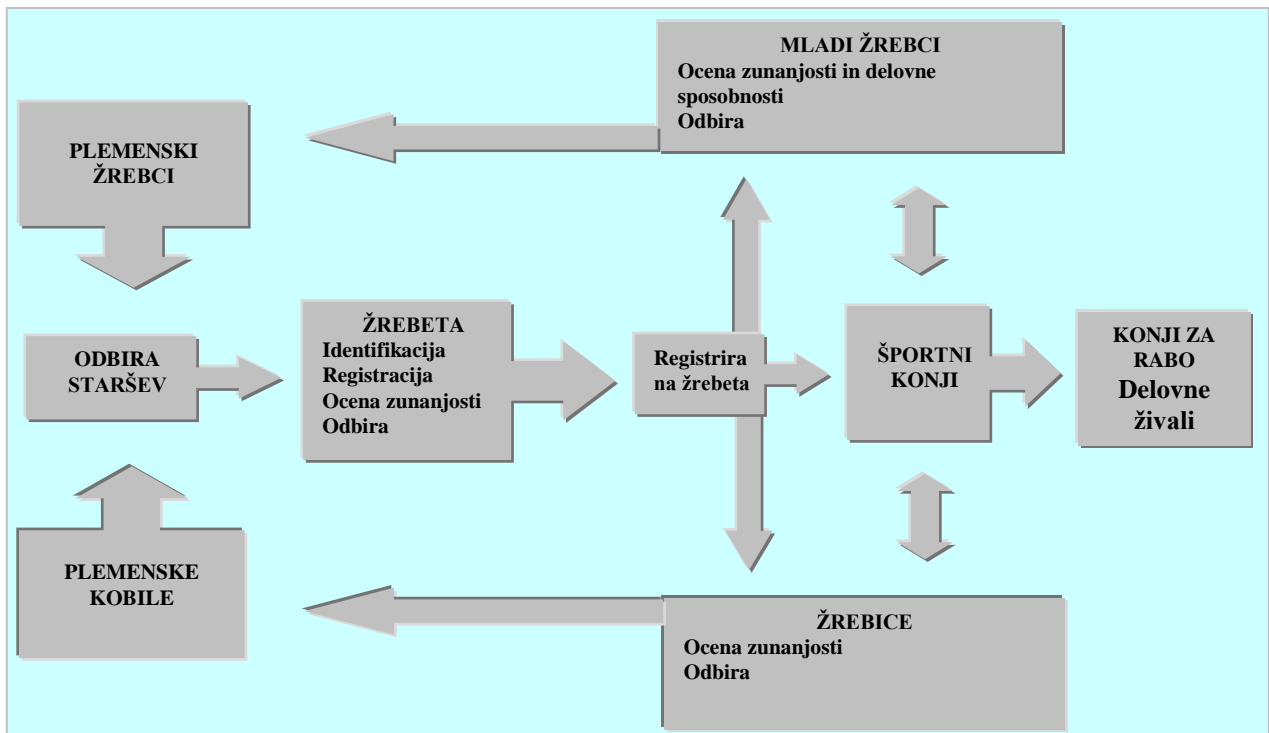 MLADI ŽREBCI
Ocena zunanjosti in delovne
sposobnosti
Odbira
PLEMENSKI
ŽREBCI
ODBIRA
STARŠEV
ŽREBETA
Identifikacija
Registracija
Ocena zunanjosti
Odbira
Registrira
na žrebeta
ŠPORTNI
KONJI
KONJI ZA
RABO
Delovne
živali
PLEMENSKE
KOBILE
ŽREBICE
Ocena zunanjosti
Odbira